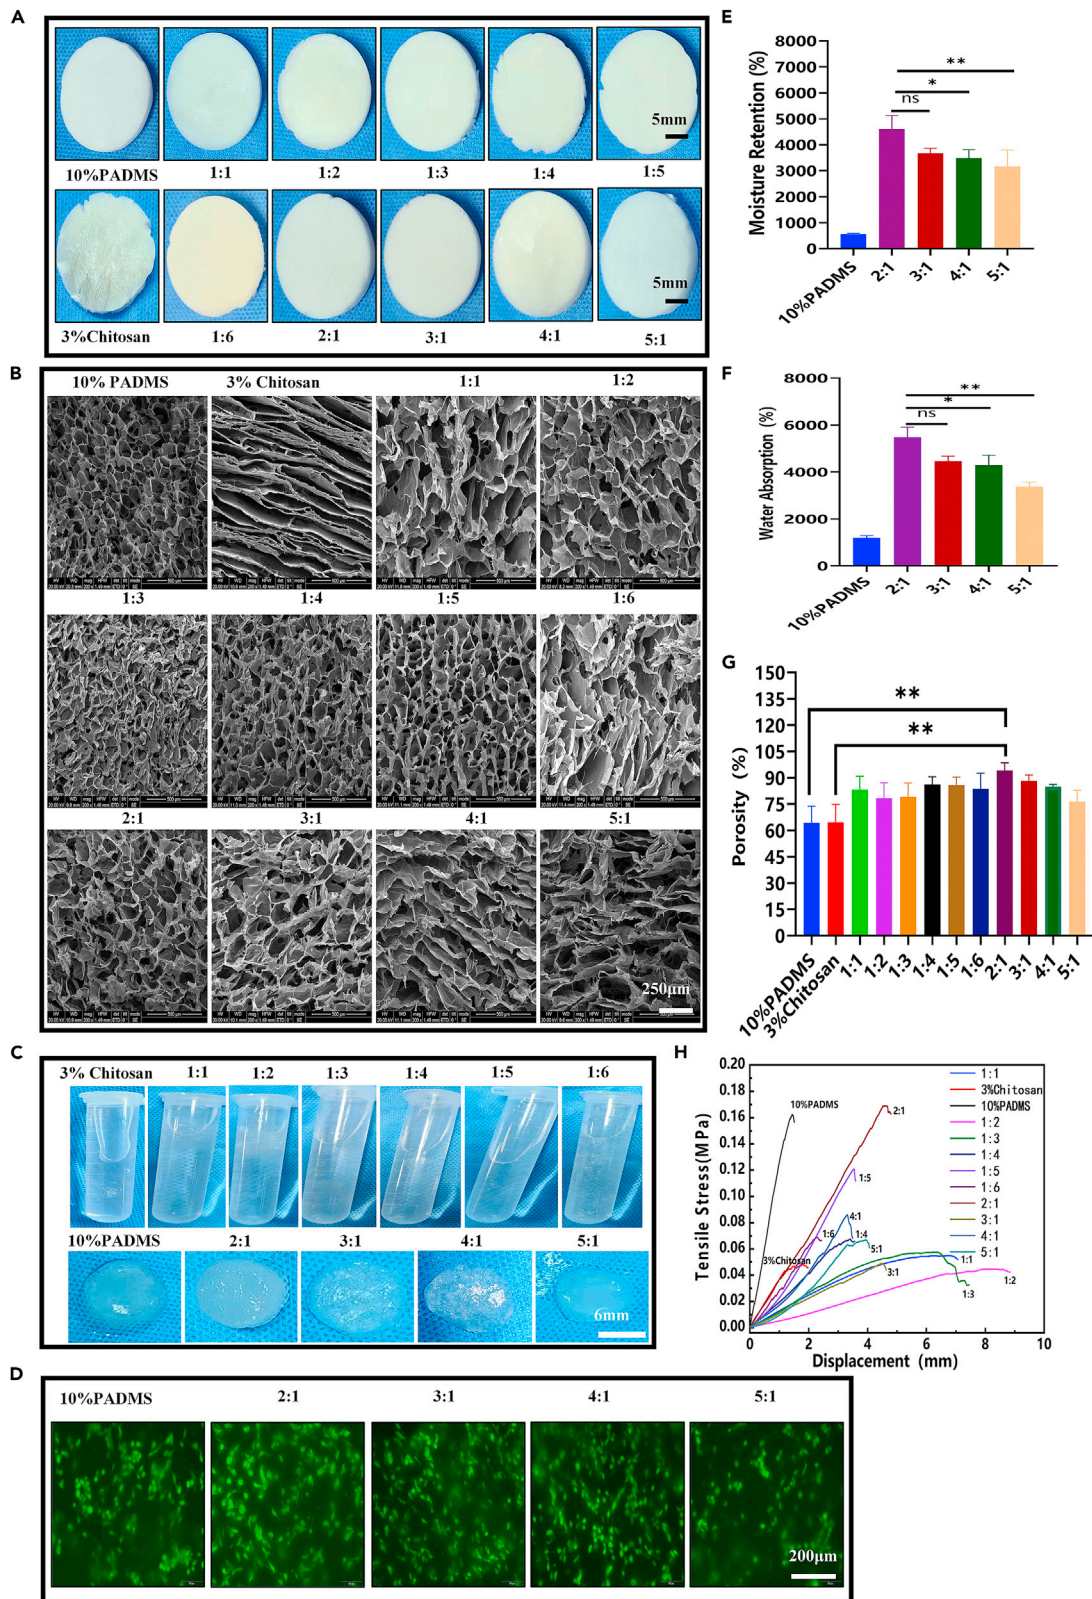 A
10%PADMS 1:1 1:2 1:3 1:4 1:5
5mm
3%Chitosan 1:6 2:1 3:1 4:1 5:1
5mm
B
10% PADMS 3% Chitosan 1:1 1:2
1:3 1:4 1:5 1:6
2:1 3:1 4:1 5:1
250μm
C
3% Chitosan 1:1 1:2 1:3 1:4 1:5 1:6
10%PADMS 2:1 3:1 4:1 5:1
6mm
D
10%PADMS 2:1 3:1 4:1 5:1
200μm
E
Moisture Retention (%)
8000
7000
6000
5000
4000
3000
2000
1000
0
**
*
ns
10%PADMS 2:1 3:1 4:1 5:1
F
Water Absorption (%)
8000
6000
4000
2000
0
**
*
ns
10%PADMS 2:1 3:1 4:1 5:1
G
Porosity (%)
150
135
120
105
90
75
60
45
30
15
0
**
**
10%PADMS 3%Chitosan 1:1 1:2 1:3 1:4 1:5 1:6 2:1 3:1 4:1 5:1
H
Tensile Stress(MPa)
0.20
0.18
0.16
0.14
0.12
0.10
0.08
0.06
0.04
0.02
0.00
10%PADMS
2:1
1:5
4:1
1:6
1:4
5:1
3%Chitosan
3:1
1:1
1:2
1:3
1:1
3%Chitosan
10%PADMS
1:2
1:3
1:4
1:5
1:6
2:1
3:1
4:1
5:1
0 2 4 6 8 10
Displacement (mm)